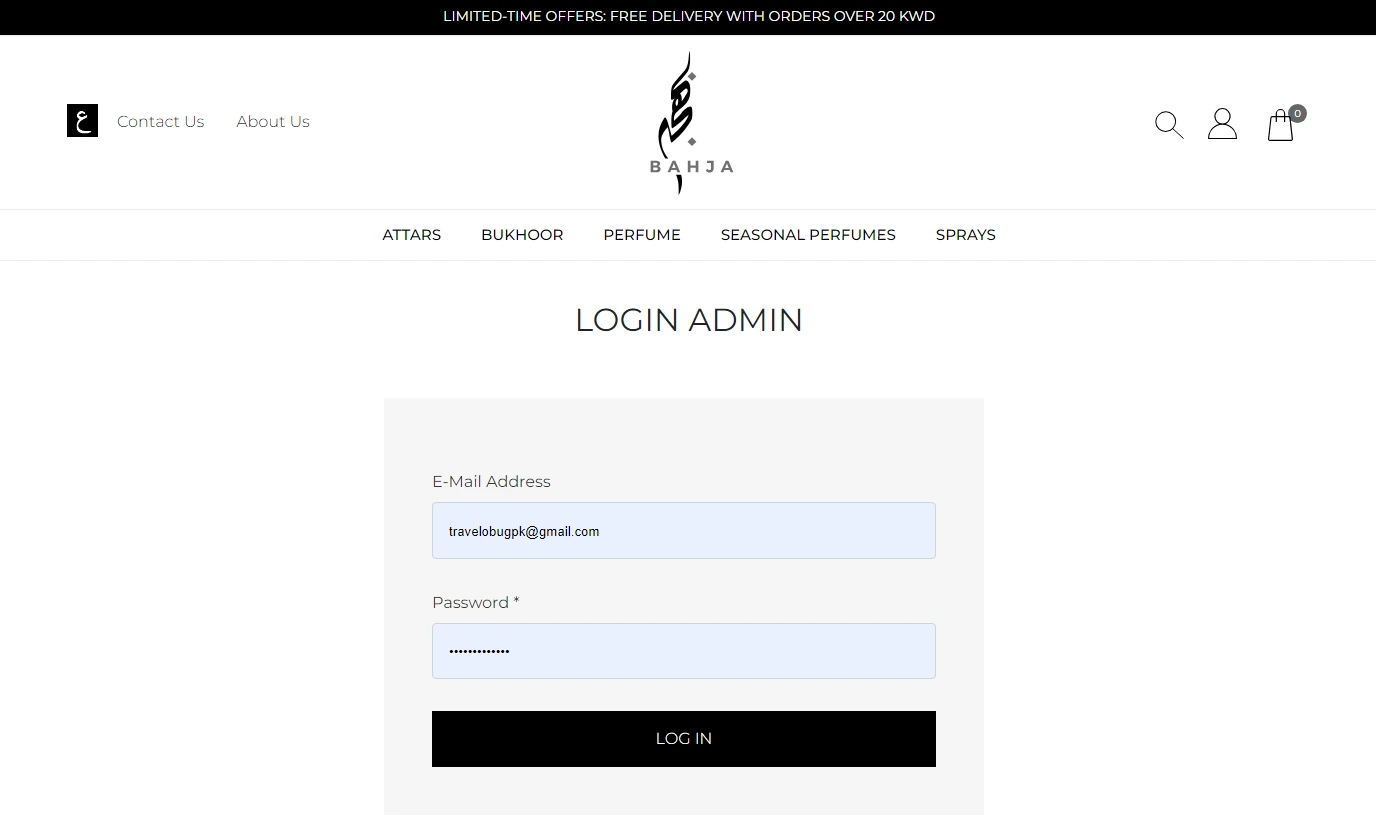 LIMITED-TIME OFFERS: FREE DELIVERY WITH ORDERS OVER 20 KWD
ع
Contact Us
About Us
BAHJA
0
ATTARS
BUKHOOR
PERFUME
SEASONAL PERFUMES
SPRAYS
LOGIN ADMIN
E-Mail Address
travelobugpk@gmail.com
Password *
•••••••••••••
LOG IN